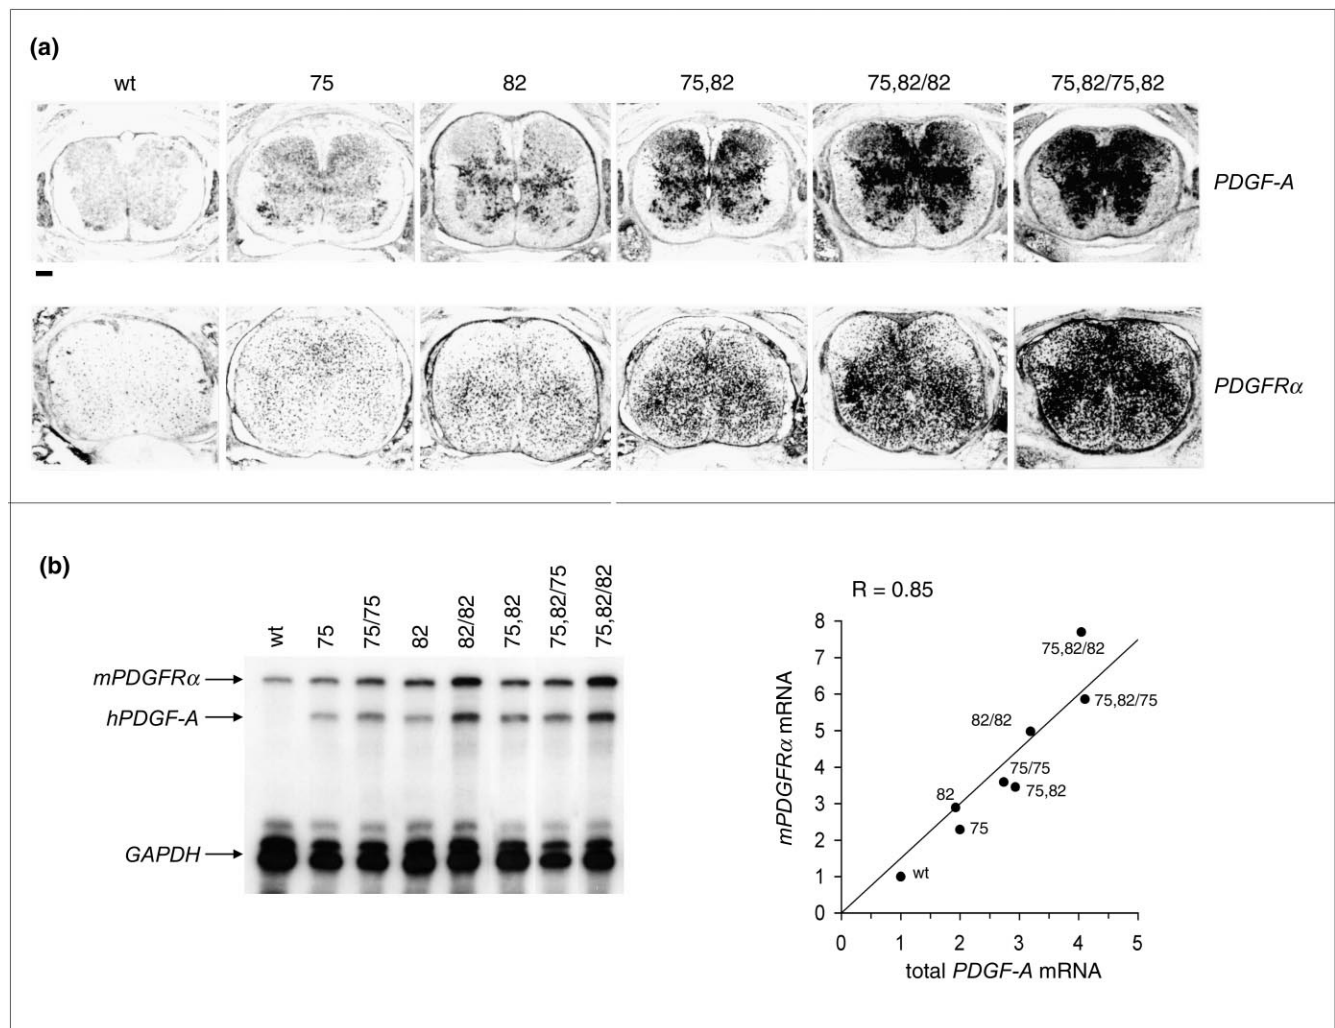 (a)
wt 75 82 75,82 75,82/82 75,82/75,82
PDGF-A
PDGFRα
(b)
wt 75 75/75 82 82/82 75,82 75,82/75 75,82/82
mPDGFRα
hPDGF-A
GAPDH
R = 0.85
mPDGFRα mRNA
8
7
6
5
4
3
2
1
0
75,82/82
75,82/75
82/82
75/75
75,82
82
75
wt
0 1 2 3 4 5
total PDGF-A mRNA